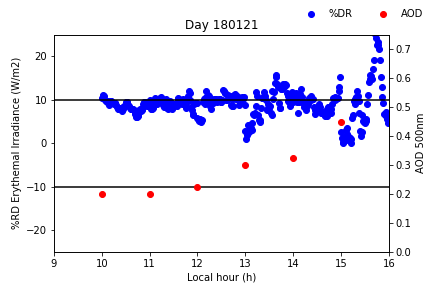 %DR AOD
Day 180121
%RD Erythemal Irradiance (W/m2)
20
10
0
−10
−20
0.7
0.6
0.5
0.4
0.3
0.2
0.1
0.0
AOD 500nm
9 10 11 12 13 14 15 16
Local hour (h)